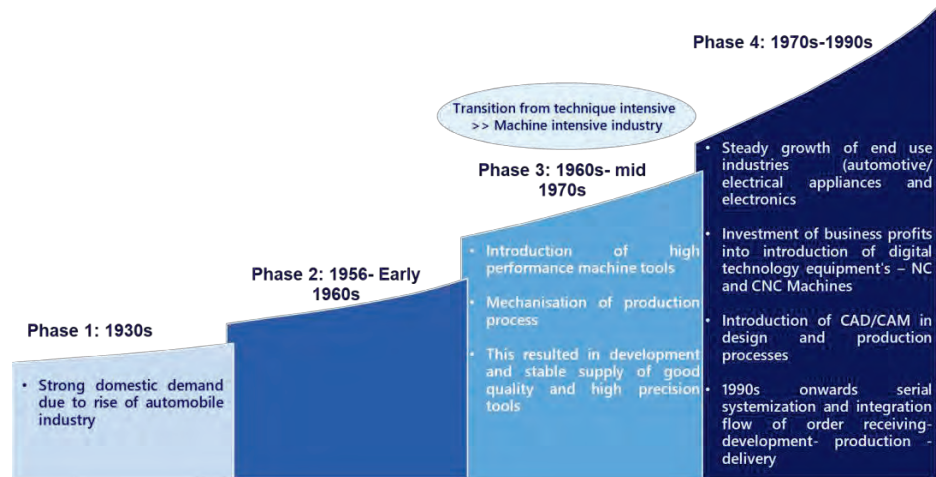 Phase 1: 1930s
• Strong domestic demand
due to rise of automobile
industry
Phase 2: 1956- Early
1960s
Transition from technique intensive
>> Machine intensive industry
Phase 3: 1960s- mid
1970s
• Introduction of high
performance machine tools
• Mechanisation of production
process
• This resulted in development
and stable supply of good
quality and high precision
tools
Phase 4: 1970s-1990s
• Steady growth of end use
industries (automotive/
electrical appliances and
electronics
• Investment of business profits
into introduction of digital
technology equipment's – NC
and CNC Machines
• Introduction of CAD/CAM in
design and production
processes
• 1990s onwards serial
systemization and integration
flow of order receiving-
development- production -
delivery